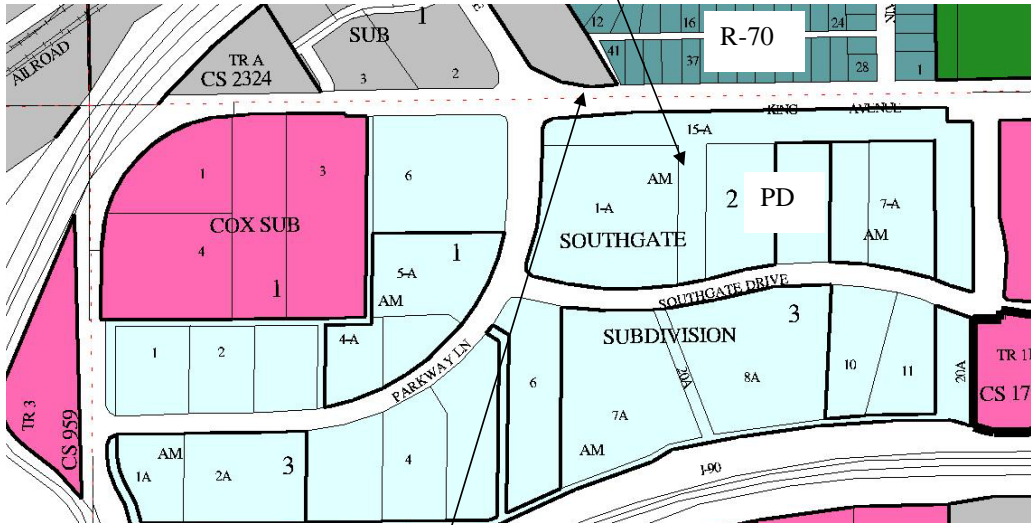 1
SUB
3
2
TR A
CS 2324
12
16
24
41
37
28
1
R-70
KING AVENUE
15-A
1
3
6
COX SUB
4
1
AM
1-A
2
PD
7-A
AM
SOUTHGATE
1
5-A
AM
SOUTHGATE DRIVE
SUBDIVISION
3
1
2
4-A
PARKWAY LN
6
20A
8A
10
11
20A
TR 3
CS 959
7A
AM
AM
1A
2A
3
4
I-90
CS 17